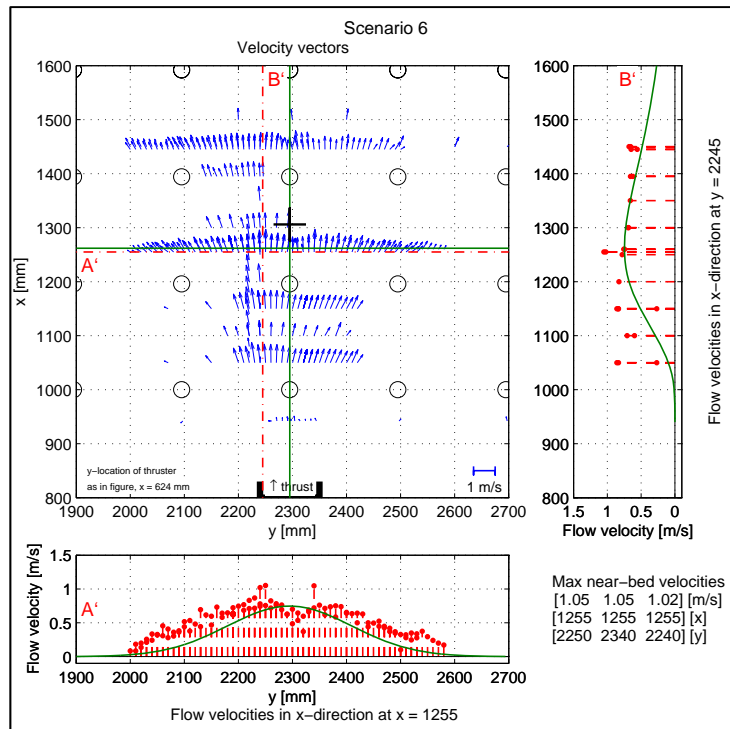 Scenario 6
Velocity vectors
1600
1500
1400
1300
1200
1100
1000
900
800
x [mm]
B‘
A‘
y-location of thruster
as in figure, x = 624 mm
↑ thrust
1 m/s
1900 2000 2100 2200 2300 2400 2500 2600 2700
y [mm]
B‘
1600
1500
1400
1300
1200
1100
1000
900
800
1.5 1 0.5 0
Flow velocity [m/s]
Flow velocities in x-direction at y = 2245
1.5
1
0.5
0
Flow velocity [m/s]
A‘
1900 2000 2100 2200 2300 2400 2500 2600 2700
y [mm]
Flow velocities in x-direction at x = 1255
Max near-bed velocities
[1.05 1.05 1.02] [m/s]
[1255 1255 1255] [x]
[2250 2340 2240] [y]